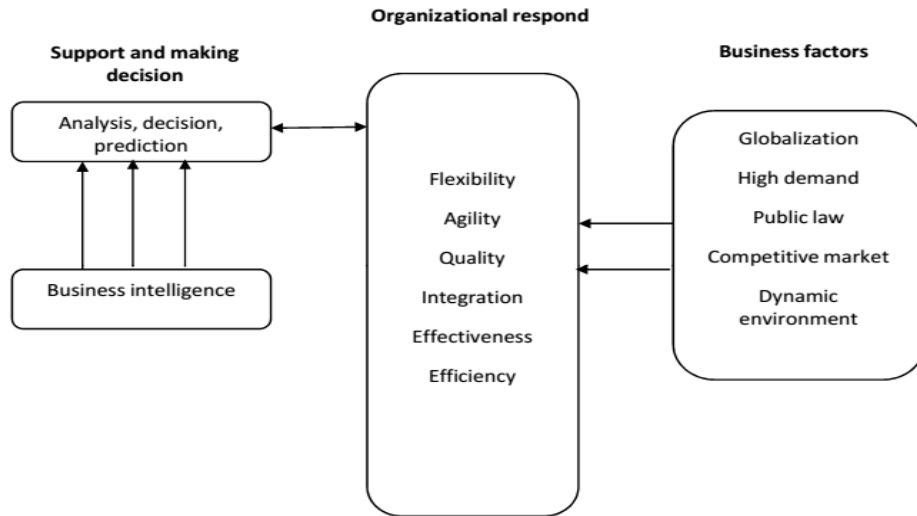 Organizational respond
Support and making
decision
Business factors
Analysis, decision,
prediction
Business intelligence
Flexibility
Agility
Quality
Integration
Effectiveness
Efficiency
Globalization
High demand
Public law
Competitive market
Dynamic
environment